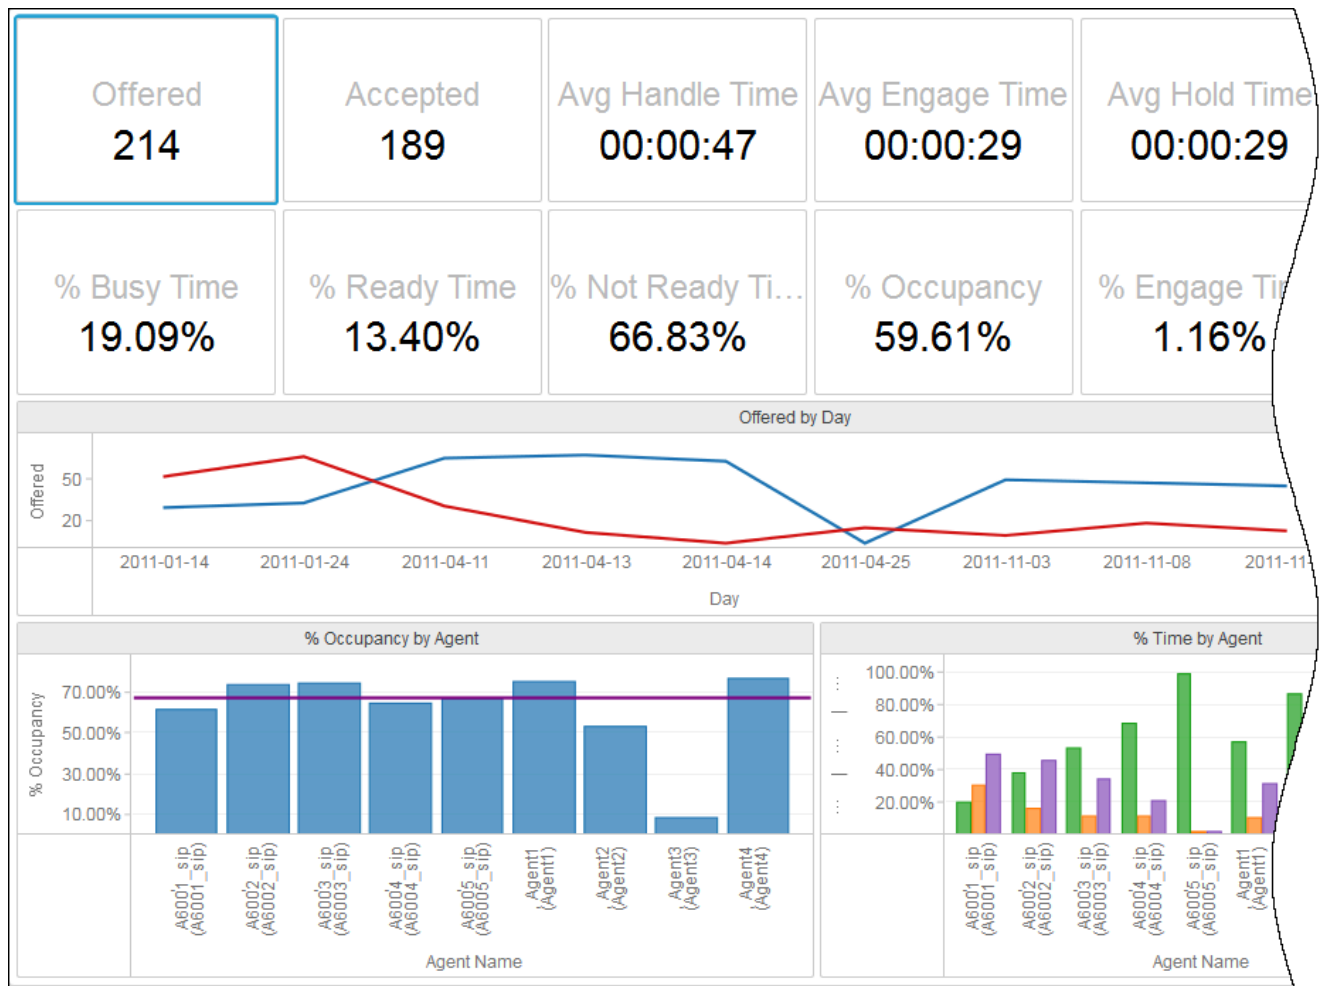 Offered
214
Accepted
189
Avg Handle Time
00:00:47
Avg Engage Time
00:00:29
Avg Hold Time
00:00:29
% Busy Time
19.09%
% Ready Time
13.40%
% Not Ready Ti...
66.83%
% Occupancy
59.61%
% Engage Ti
1.16%
Offered by Day
Offered
50
20
2011-01-14
2011-01-24
2011-04-11
2011-04-13
2011-04-14
2011-04-25
2011-11-03
2011-11-08
2011-11-
Day
% Occupancy by Agent
% Occupancy
70.00%
50.00%
30.00%
10.00%
A6001_sip
(A6001_sip)
A6002_sip
(A6002_sip)
A6003_sip
(A6003_sip)
A6004_sip
(A6004_sip)
A6005_sip
(A6005_sip)
Agent1
(Agent1)
Agent2
(Agent2)
Agent3
(Agent3)
Agent4
(Agent4)
Agent Name
% Time by Agent
... — ... — ...
100.00%
80.00%
60.00%
40.00%
20.00%
A6001_sip
(A6001_sip)
A6002_sip
(A6002_sip)
A6003_sip
(A6003_sip)
A6004_sip
(A6004_sip)
A6005_sip
(A6005_sip)
Agent1
(Agent1)
Agent Name